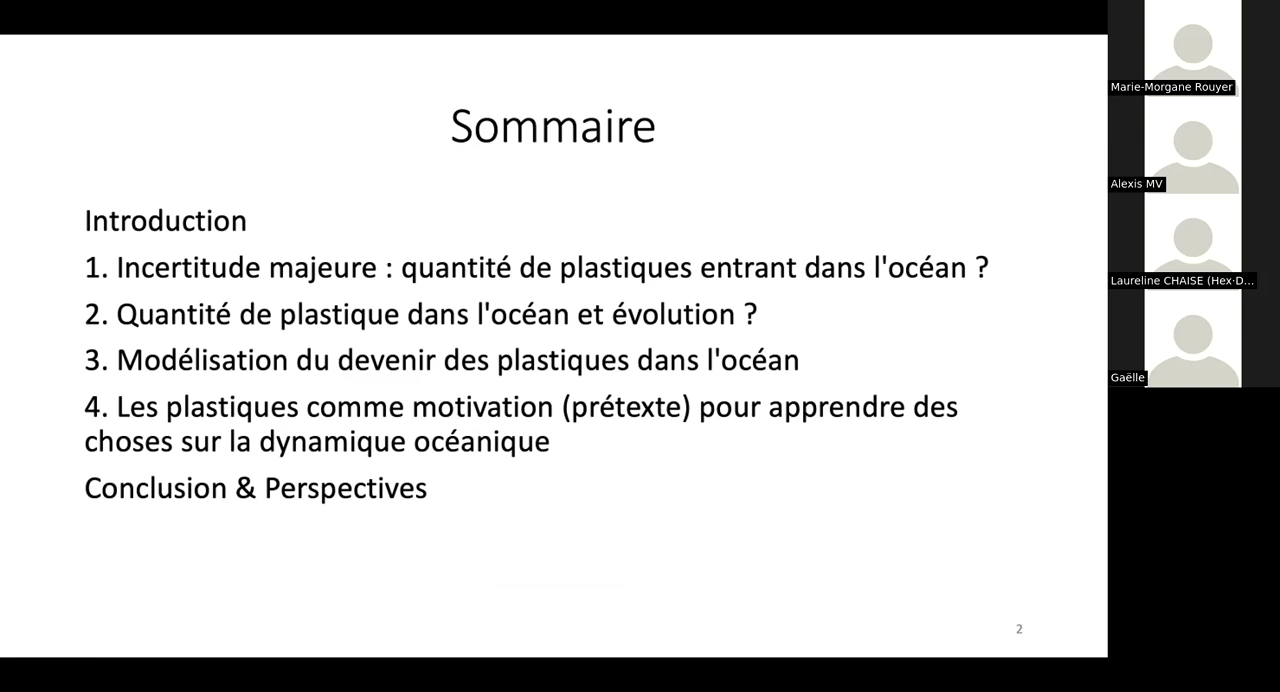 Sommaire
Introduction
1. Incertitude majeure : quantité de plastiques entrant dans l'océan ?
2. Quantité de plastique dans l'océan et évolution ?
3. Modélisation du devenir des plastiques dans l'océan
4. Les plastiques comme motivation (prétexte) pour apprendre des
choses sur la dynamique océanique
Conclusion & Perspectives
2
Marie-Morgane Rouyer
Alexis MV
Laureline CHAISE (Hex·D...
Gaëlle